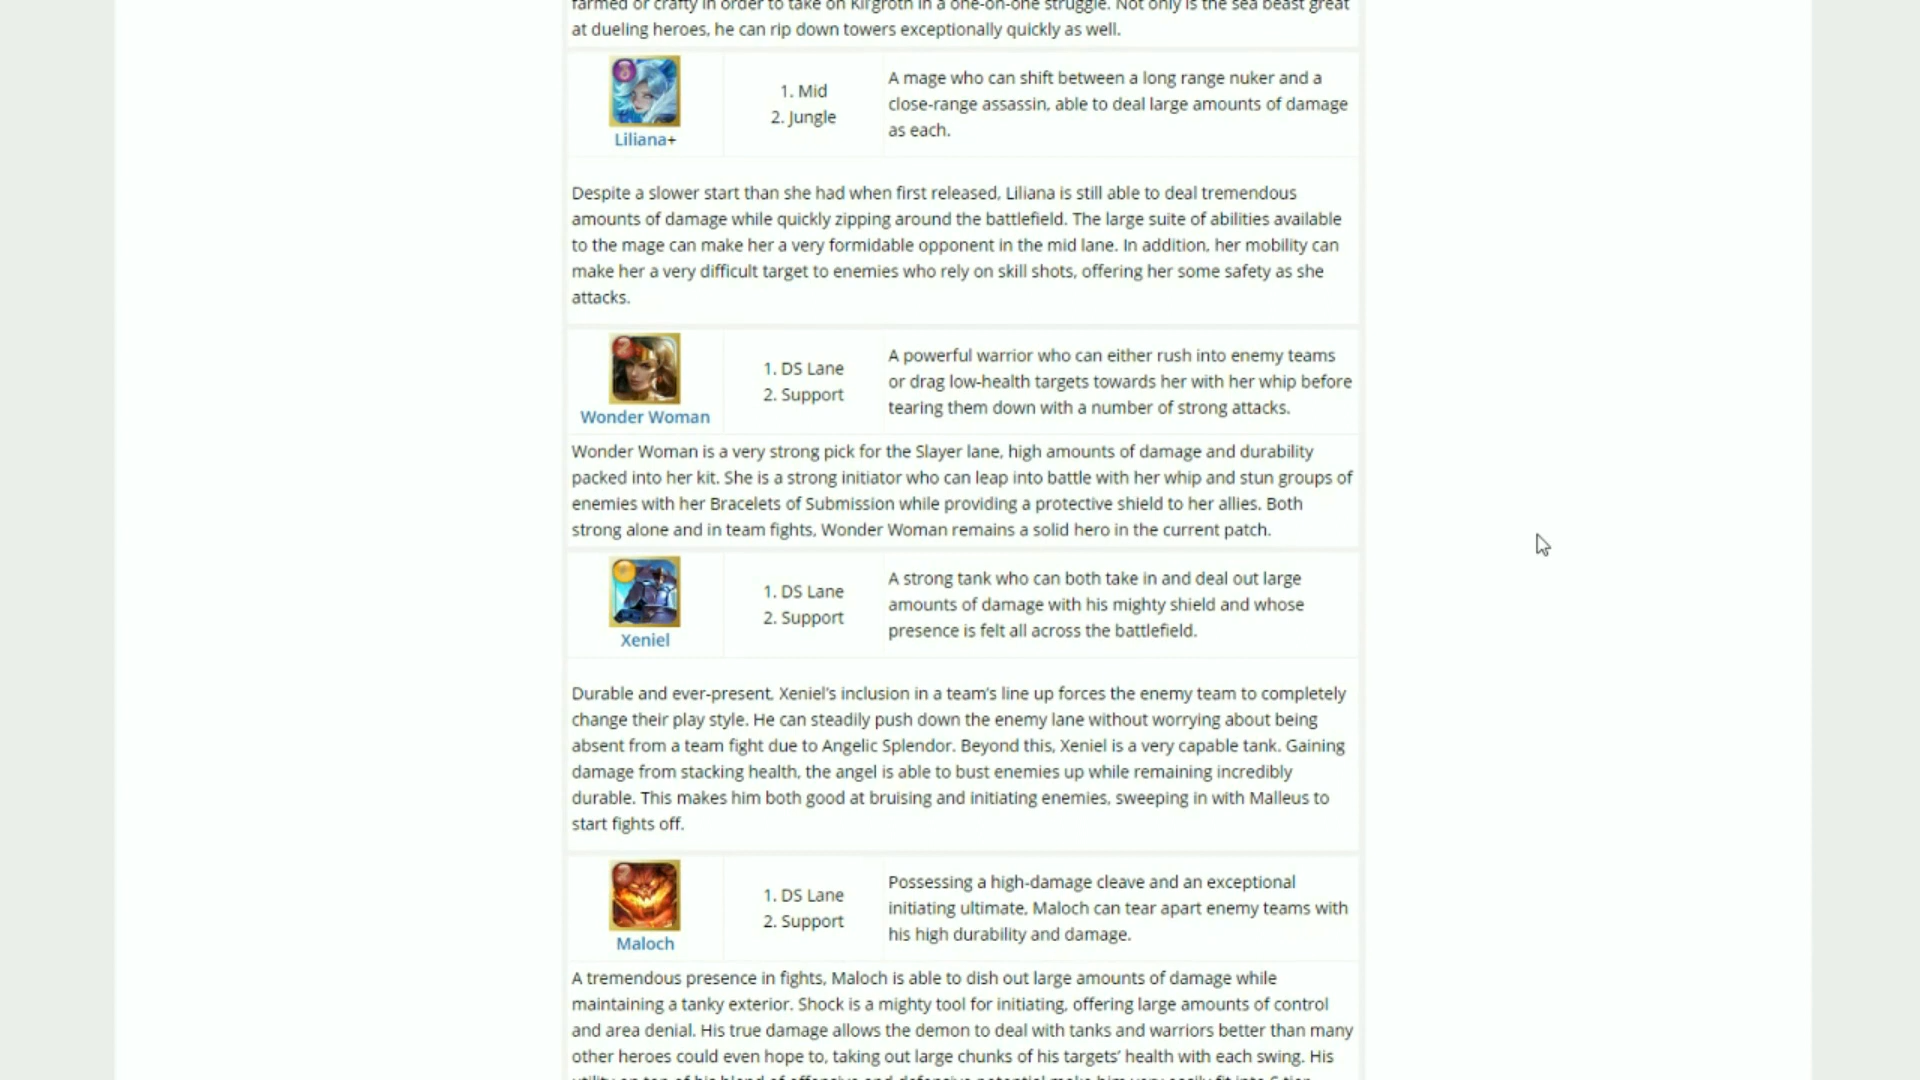 farmed or crafty in order to take on Kil'groth in a one-on-one struggle. Not only is the sea beast great
at dueling heroes, he can rip down towers exceptionally quickly as well.
Liliana+
1. Mid
2. Jungle
A mage who can shift between a long range nuker and a
close-range assassin, able to deal large amounts of damage
as each.
Despite a slower start than she had when first released, Liliana is still able to deal tremendous
amounts of damage while quickly zipping around the battlefield. The large suite of abilities available
to the mage can make her a very formidable opponent in the mid lane. In addition, her mobility can
make her a very difficult target to enemies who rely on skill shots, offering her some safety as she
attacks.
Wonder Woman
1. DS Lane
2. Support
A powerful warrior who can either rush into enemy teams
or drag low-health targets towards her with her whip before
tearing them down with a number of strong attacks.
Wonder Woman is a very strong pick for the Slayer lane, high amounts of damage and durability
packed into her kit. She is a strong initiator who can leap into battle with her whip and stun groups of
enemies with her Bracelets of Submission while providing a protective shield to her allies. Both
strong alone and in team fights, Wonder Woman remains a solid hero in the current patch.
Xeniel
1. DS Lane
2. Support
A strong tank who can both take in and deal out large
amounts of damage with his mighty shield and whose
presence is felt all across the battlefield.
Durable and ever-present, Xeniel's inclusion in a team's line up forces the enemy team to completely
change their play style. He can steadily push down the enemy lane without worrying about being
absent from a team fight due to Angelic Splendor. Beyond this, Xeniel is a very capable tank. Gaining
damage from stacking health, the angel is able to bust enemies up while remaining incredibly
durable. This makes him both good at bruising and initiating enemies, sweeping in with Malleus to
start fights off.
Maloch
1. DS Lane
2. Support
Possessing a high-damage cleave and an exceptional
initiating ultimate, Maloch can tear apart enemy teams with
his high durability and damage.
A tremendous presence in fights, Maloch is able to dish out large amounts of damage while
maintaining a tanky exterior. Shock is a mighty tool for initiating, offering large amounts of control
and area denial. His true damage allows the demon to deal with tanks and warriors better than many
other heroes could even hope to, taking out large chunks of his targets' health with each swing. His
utility on top of his blend of offensive and defensive potential make him very easily fit into